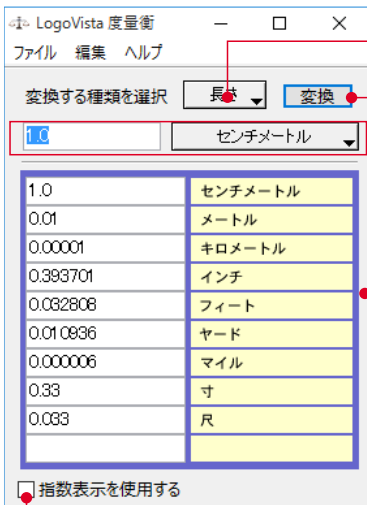 LogoVista 度量衡
ファイル 編集 ヘルプ
変換する種類を選択 長さ 変換
1.0 センチメートル
1.0 センチメートル
0.01 メートル
0.00001 キロメートル
0.393701 インチ
0.032808 フィート
0.010936 ヤード
0.000006 マイル
0.33 寸
0.033 尺
指数表示を使用する